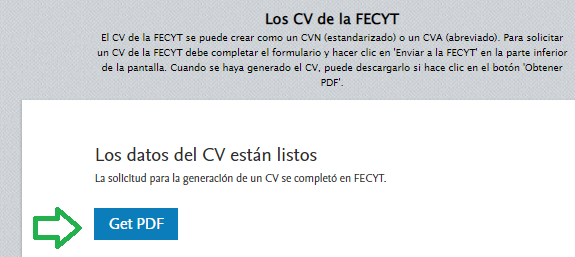 Los CV de la FECYT
El CV de la FECYT se puede crear como un CVN (estandarizado) o un CVA (abreviado). Para solicitar
un CV de la FECYT debe completar el formulario y hacer clic en 'Enviar a la FECYT' en la parte inferior
de la pantalla. Cuando se haya generado el CV, puede descargarlo si hace clic en el botón 'Obtener
PDF'.
Los datos del CV están listos
La solicitud para la generación de un CV se completó en FECYT.
Get PDF